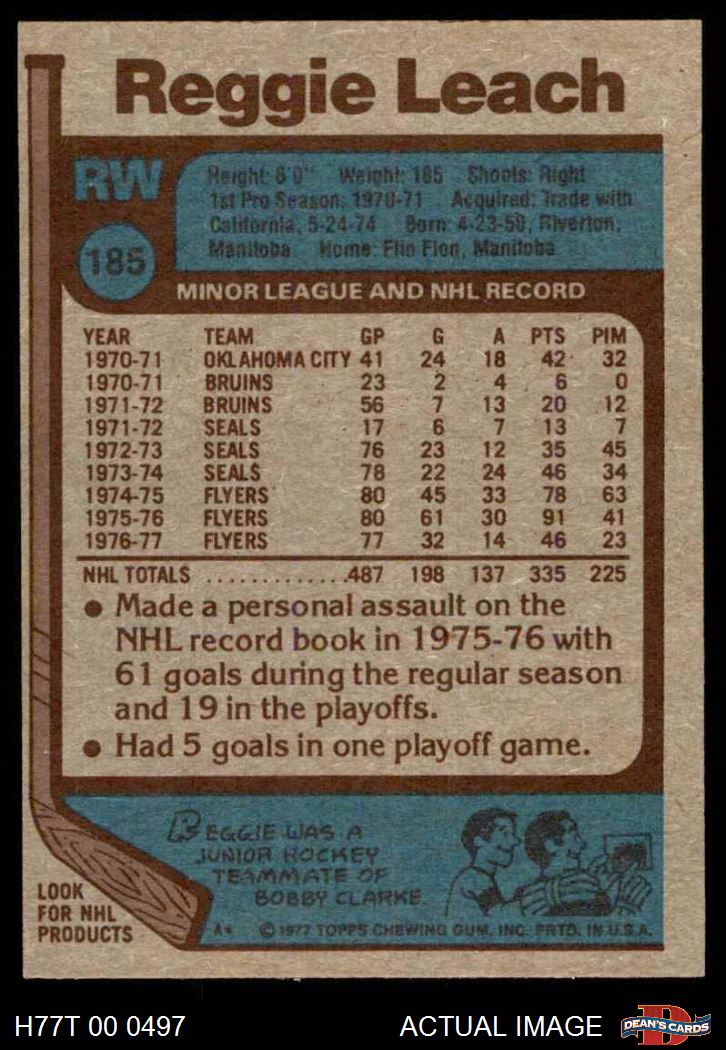 Reggie Leach
RW
185
Height: 6'0" Weight: 185 Shoots: Right
1st Pro Season: 1970-71 Acquired: Trade with
California, 5-24-74 Born: 4-23-50, Riverton,
Manitoba Home: Flin Flon, Manitoba
MINOR LEAGUE AND NHL RECORD
YEAR TEAM GP G A PTS PIM
1970-71 OKLAHOMA CITY 41 24 18 42 32
1970-71 BRUINS 23 2 4 6 0
1971-72 BRUINS 56 7 13 20 12
1971-72 SEALS 17 6 7 13 7
1972-73 SEALS 76 23 12 35 45
1973-74 SEALS 78 22 24 46 34
1974-75 FLYERS 80 45 33 78 63
1975-76 FLYERS 80 61 30 91 41
1976-77 FLYERS 77 32 14 46 23
NHL TOTALS .............487 198 137 335 225
• Made a personal assault on the
NHL record book in 1975-76 with
61 goals during the regular season
and 19 in the playoffs.
• Had 5 goals in one playoff game.
REGGIE WAS A
JUNIOR HOCKEY
TEAMMATE OF
BOBBY CLARKE.
LOOK
FOR NHL
PRODUCTS
A* © 1977 TOPPS CHEWING GUM, INC. PRTD. IN U.S.A.
H77T 00 0497 ACTUAL IMAGE
D
DEAN'S CARDS